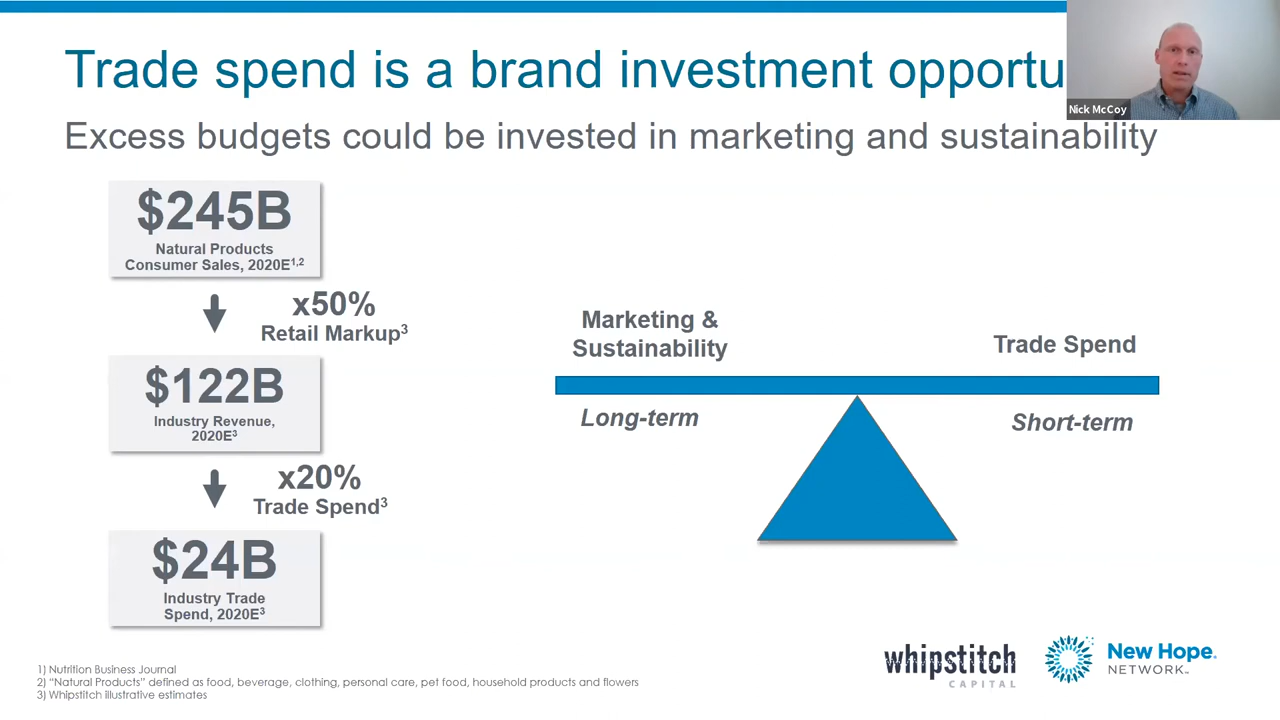 Trade spend is a brand investment opportu
Nick McCoy
Excess budgets could be invested in marketing and sustainability
$245B
Natural Products
Consumer Sales, 2020E1,2
x50%
Retail Markup3
$122B
Industry Revenue,
2020E3
x20%
Trade Spend3
$24B
Industry Trade
Spend, 2020E3
Marketing &
Sustainability
Trade Spend
Long-term
Short-term
1) Nutrition Business Journal
2) “Natural Products” defined as food, beverage, clothing, personal care, pet food, household products and flowers
3) Whipstitch illustrative estimates
whipstitch
CAPITAL
New Hope
NETWORK